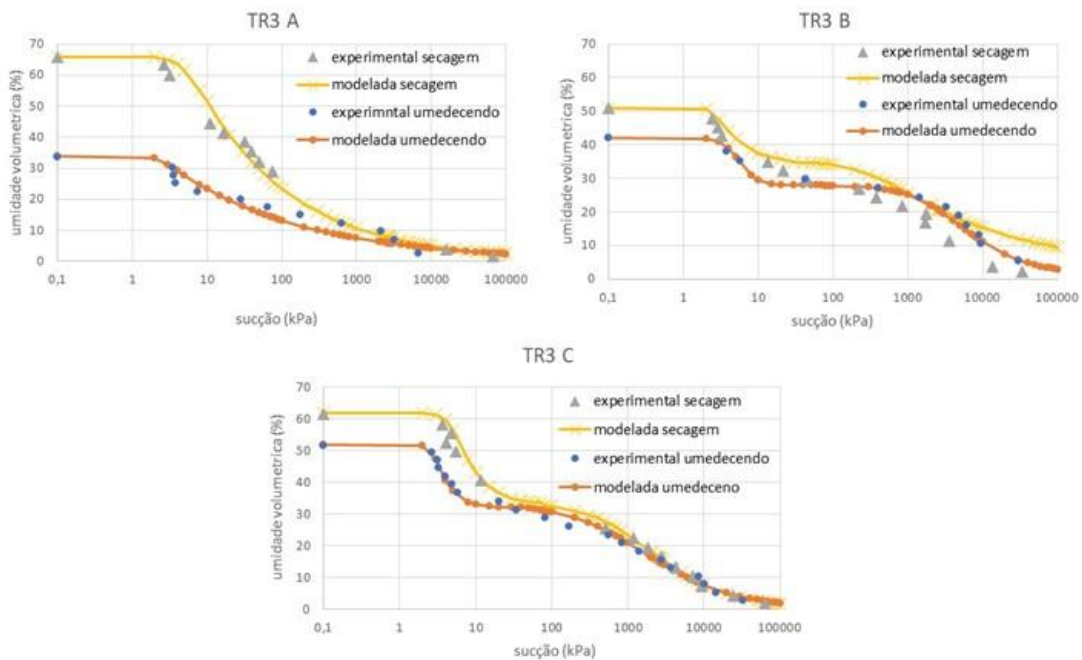 TR3 A
70
60
50
40
30
20
10
0
umidade volumetrica (%)
experimental secagem
modelada secagem
experimntal umedecendo
modelada umedecendo
0,1 1 10 100 1000 10000 100000
sucção (kPa)
TR3 B
70
60
50
40
30
20
10
0
umidade volumetrica (%)
experimental secagem
modelada secagem
experimental umedecendo
modelada umedecendo
0,1 1 10 100 1000 10000 100000
sucção (kPa)
TR3 C
70
60
50
40
30
20
10
0
umidade volumetrica (%)
experimental secagem
modelada secagem
experimental umedecendo
modelada umedeceno
0,1 1 10 100 1000 10000 100000
sucção (kPa)